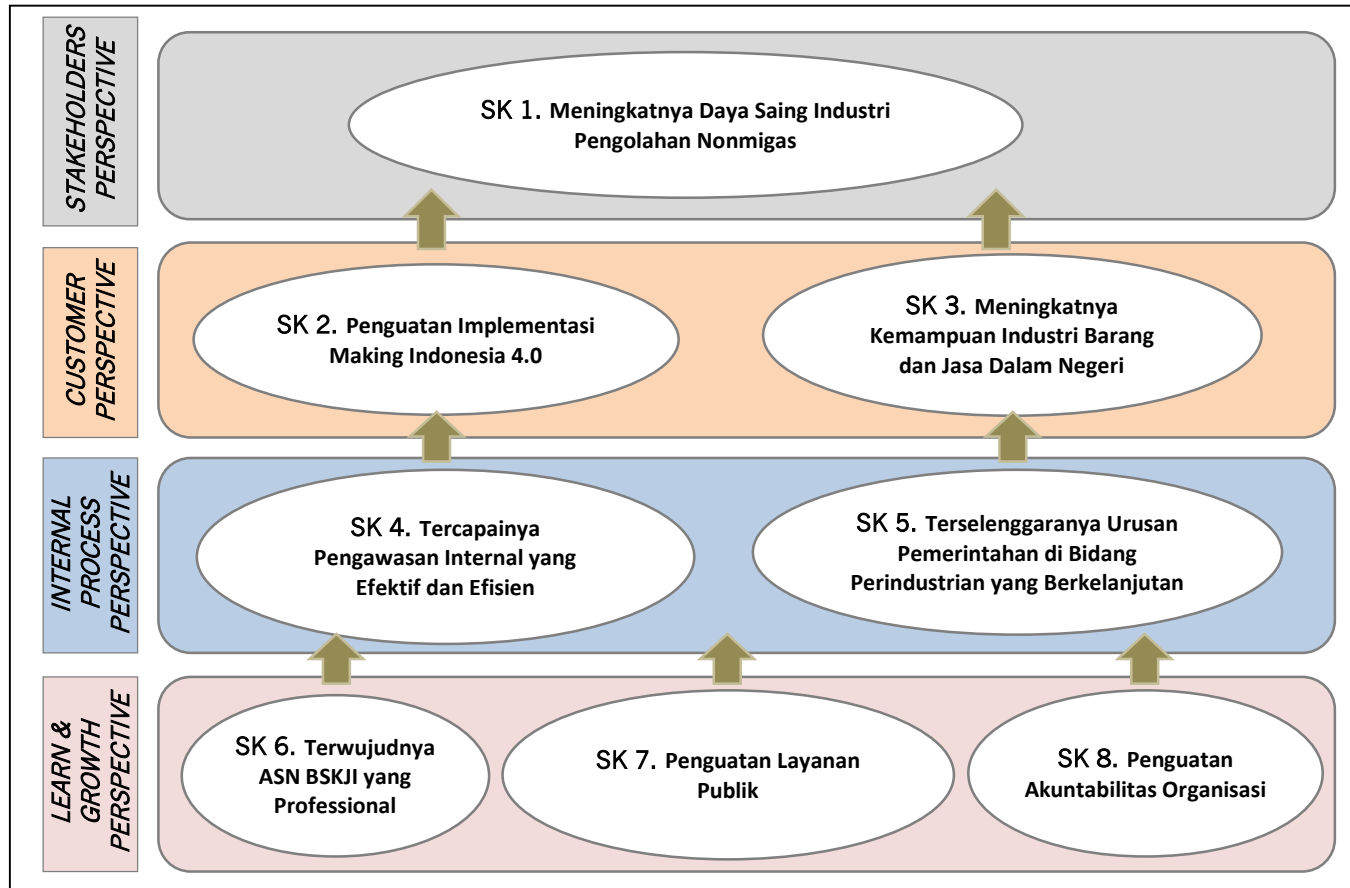 STAKEHOLDERS
PERSPECTIVE
SK 1. Meningkatnya Daya Saing Industri
Pengolahan Nonmigas
CUSTOMER
PERSPECTIVE
SK 2. Penguatan Implementasi
Making Indonesia 4.0
SK 3. Meningkatnya
Kemampuan Industri Barang
dan Jasa Dalam Negeri
INTERNAL
PROCESS
PERSPECTIVE
SK 4. Tercapainya
Pengawasan Internal yang
Efektif dan Efisien
SK 5. Terselenggaranya Urusan
Pemerintahan di Bidang
Perindustrian yang Berkelanjutan
LEARN &
GROWTH
PERSPECTIVE
SK 6. Terwujudnya
ASN BSKJI yang
Professional
SK 7. Penguatan Layanan
Publik
SK 8. Penguatan
Akuntabilitas Organisasi